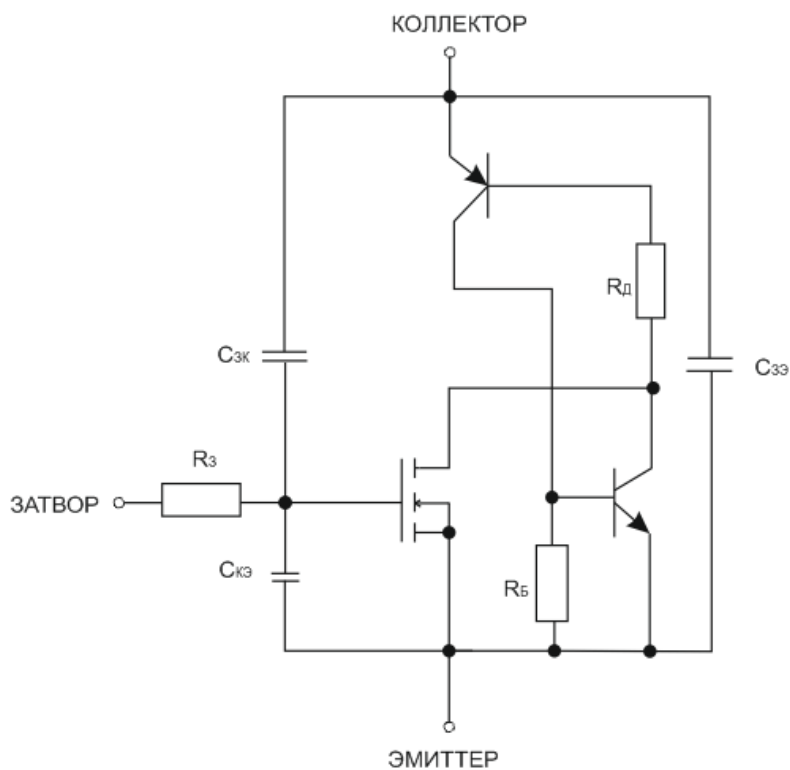 КОЛЛЕКТОР
RД
CЗК
CЗЭ
RЗ
ЗАТВОР
CКЭ
RБ
ЭМИТТЕР